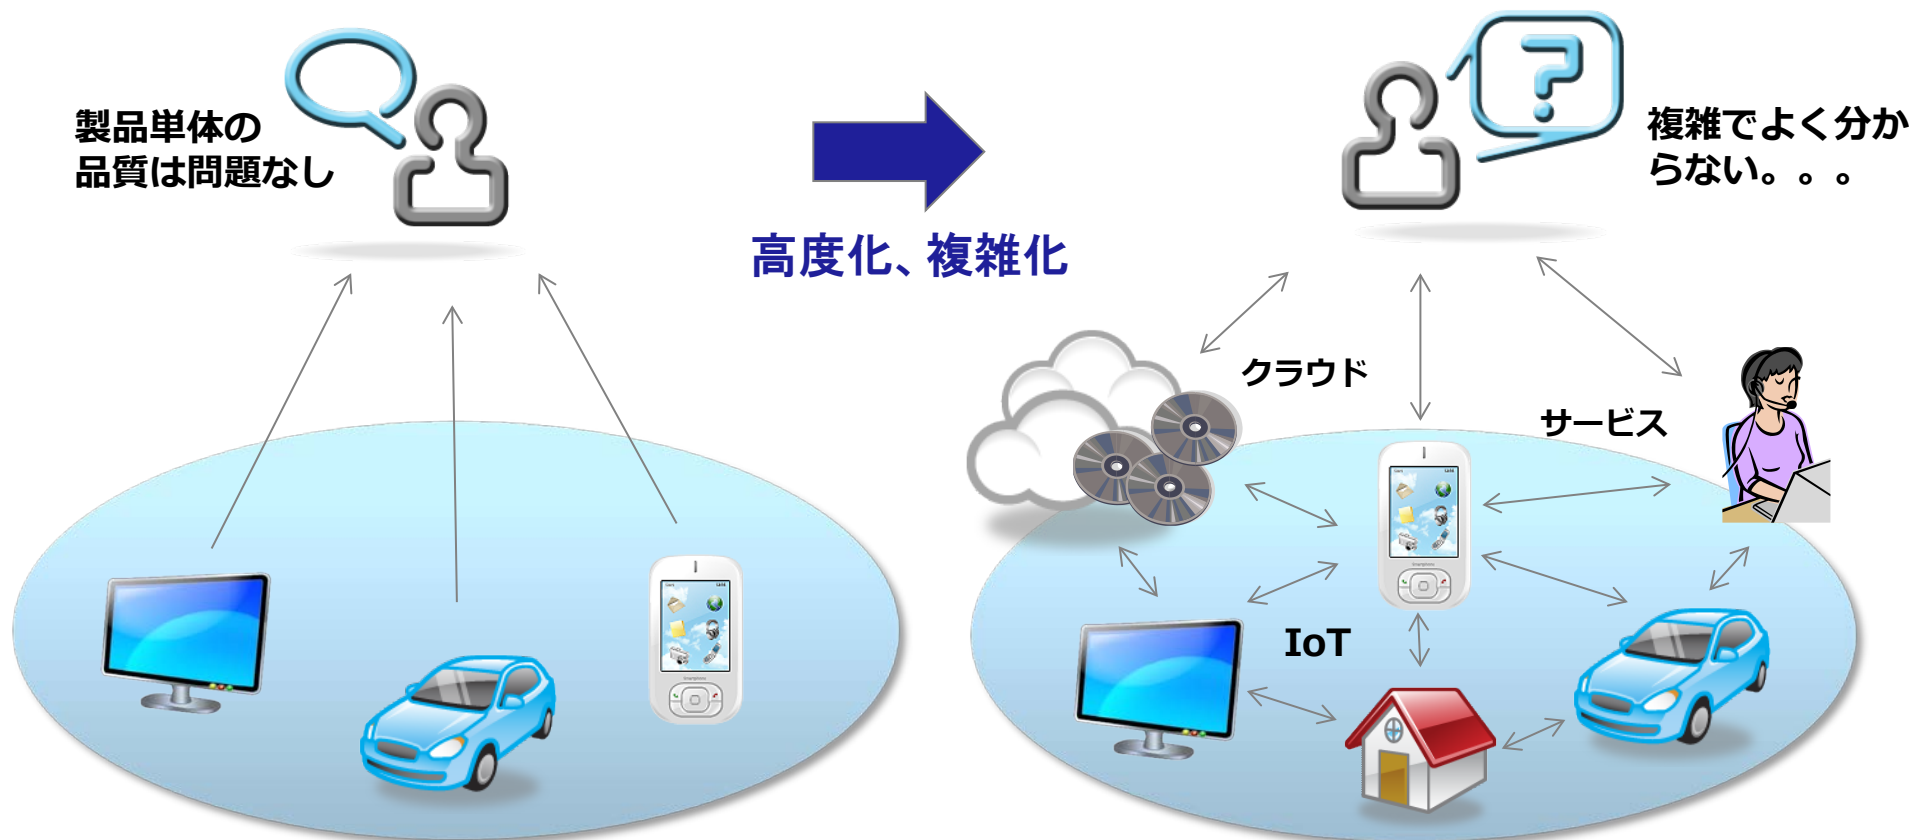 製品単体の
品質は問題なし
高度化、複雑化
複雑でよく分か
らない。。。
クラウド
サービス
IoT